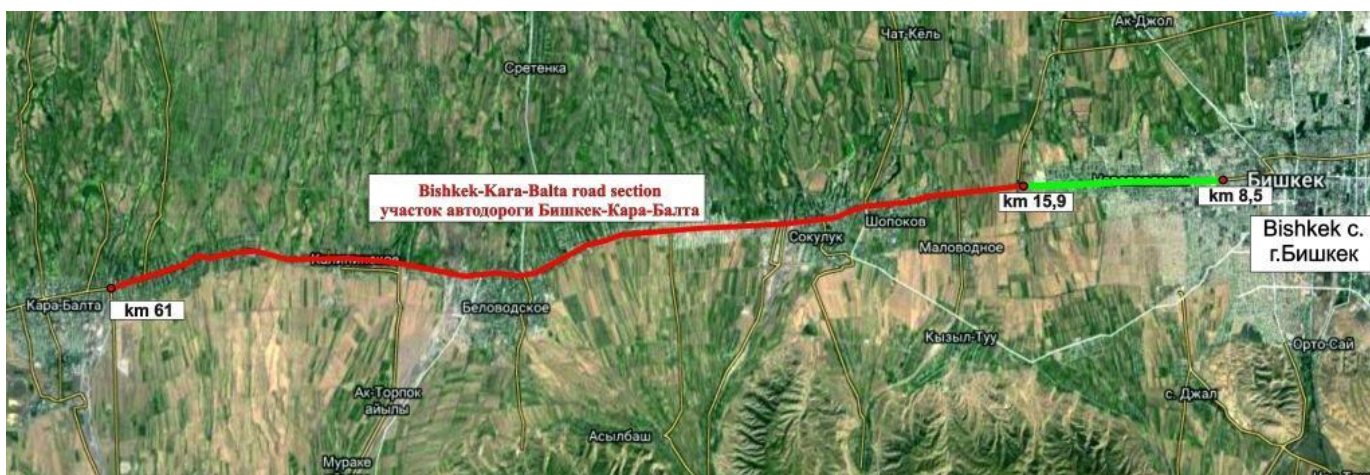 Ак-Джол
Чат-Кёль
Сретенка
Bishkek-Kara-Balta road section
участок автодороги Бишкек-Кара-Балта
Бишкек
km 15,9
km 8,5
Шопоков
Сокулук
Маловодное
Bishkek c.
г.Бишкек
Калининское
Кара-Балта
km 61
Беловодское
Кызыл-Туу
Орто-Сай
Ак-Торпок
айылы
с. Джал
Асылбаш
Мураке